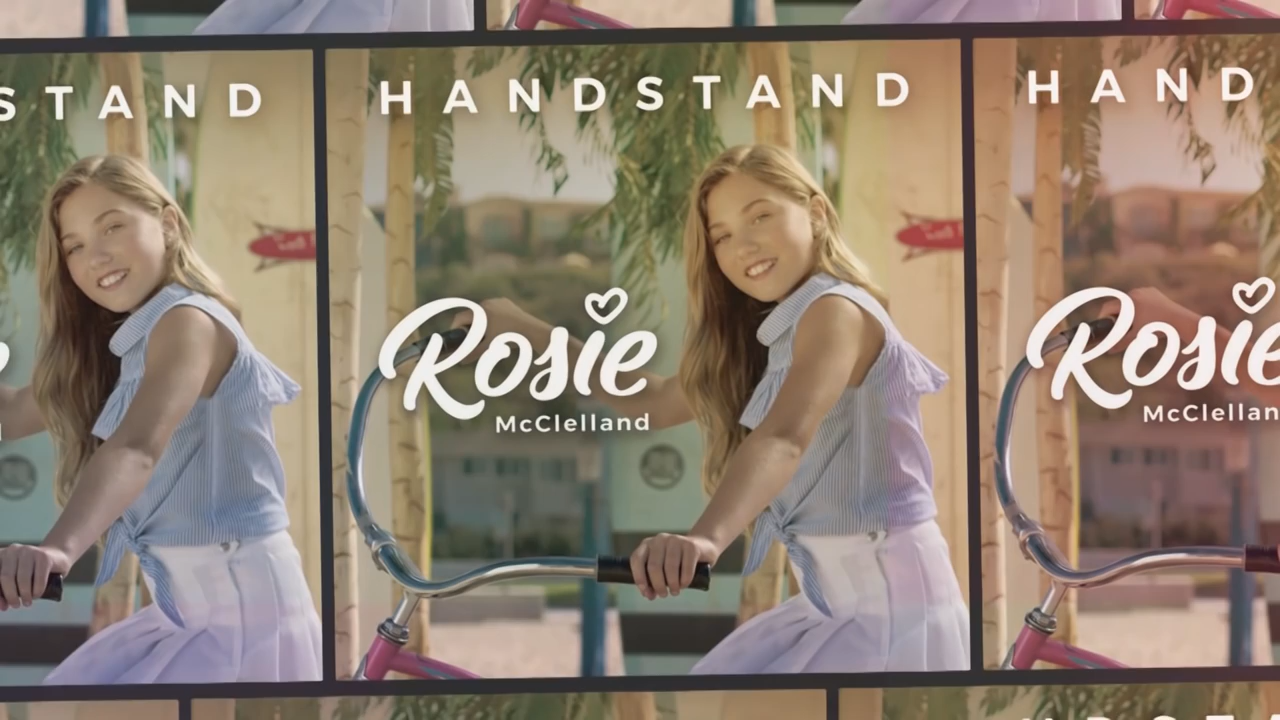 STAND
HANDSTAND
HAND
Rosie
McClelland
Rosie
McClellan